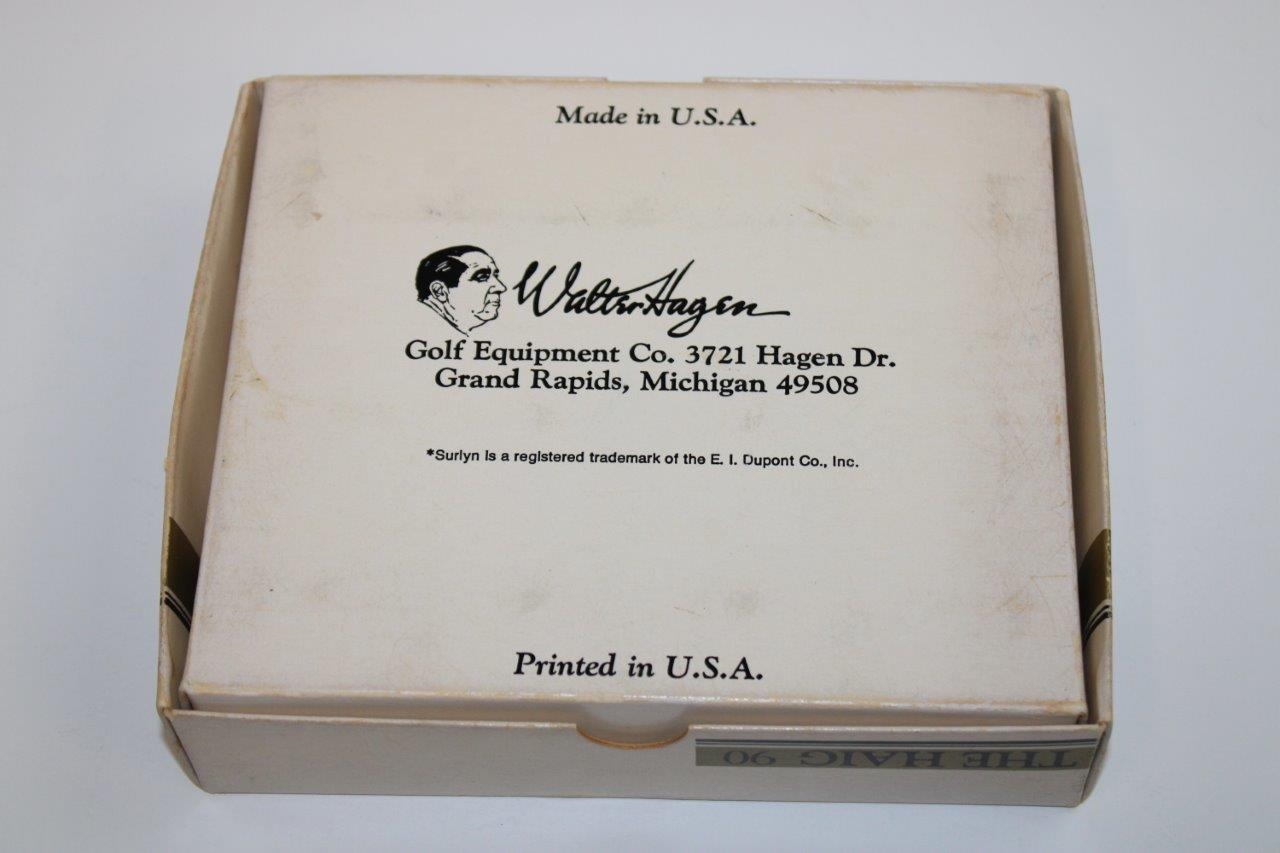 Made in U.S.A.
Walter Hagen
Golf Equipment Co. 3721 Hagen Dr.
Grand Rapids, Michigan 49508
*Surlyn is a registered trademark of the E. I. Dupont Co., Inc.
Printed in U.S.A.
THE HAIG 90